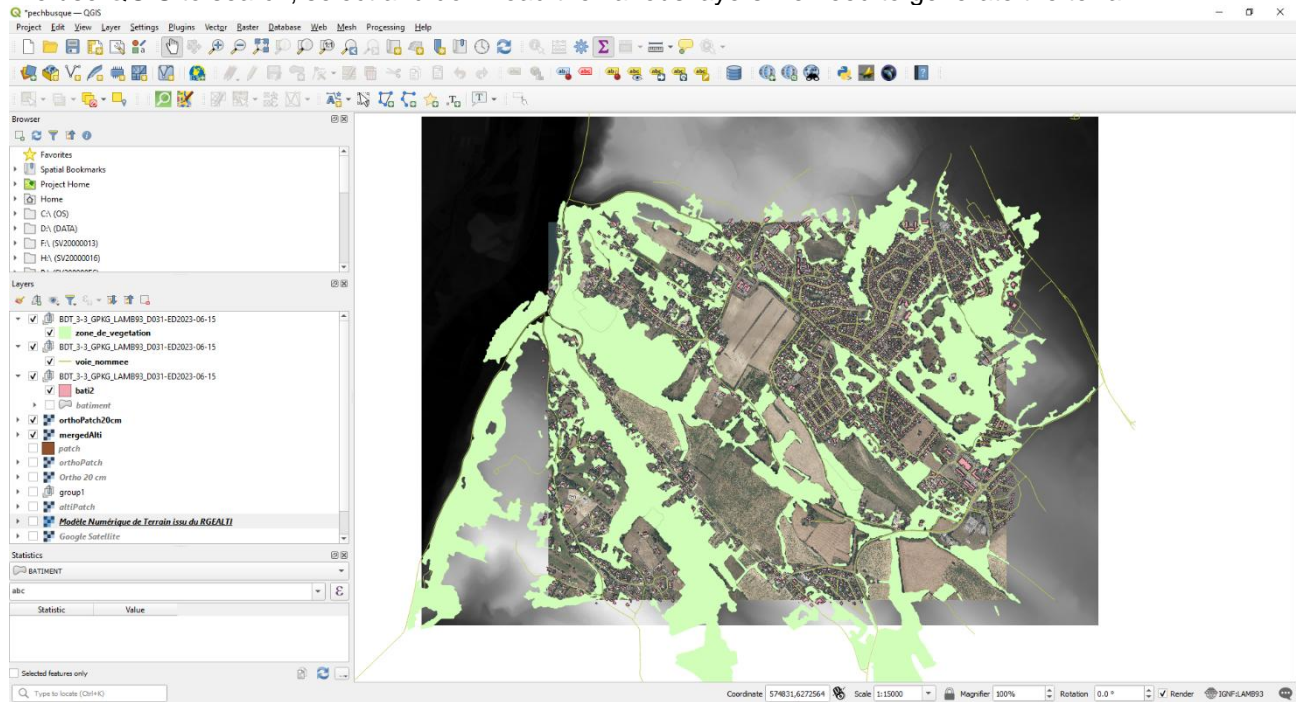 *pechbusque — QGIS
Project Edit View Layer Settings Plugins Vector Raster Database Web Mesh Processing Help
Browser
Favorites
Spatial Bookmarks
Project Home
Home
C:\ (OS)
D:\ (DATA)
F:\ (SV20000013)
H:\ (SV20000016)
Layers
BDT_3-3_GPKG_LAMB93_D031-ED2023-06-15
zone_de_vegetation
BDT_3-3_GPKG_LAMB93_D031-ED2023-06-15
voie_nommee
BDT_3-3_GPKG_LAMB93_D031-ED2023-06-15
bati2
batiment
orthoPatch20cm
mergedAlti
patch
orthoPatch
Ortho 20 cm
group1
altiPatch
Modèle Numérique de Terrain issu du RGEALTI
Google Satellite
Statistics
BATIMENT
abc
Statistic Value
Selected features only
Type to locate (Ctrl+K) Coordinate 574831,6272564 Scale 1:15000 Magnifier 100% Rotation 0.0 ° Render IGNF:LAMB93